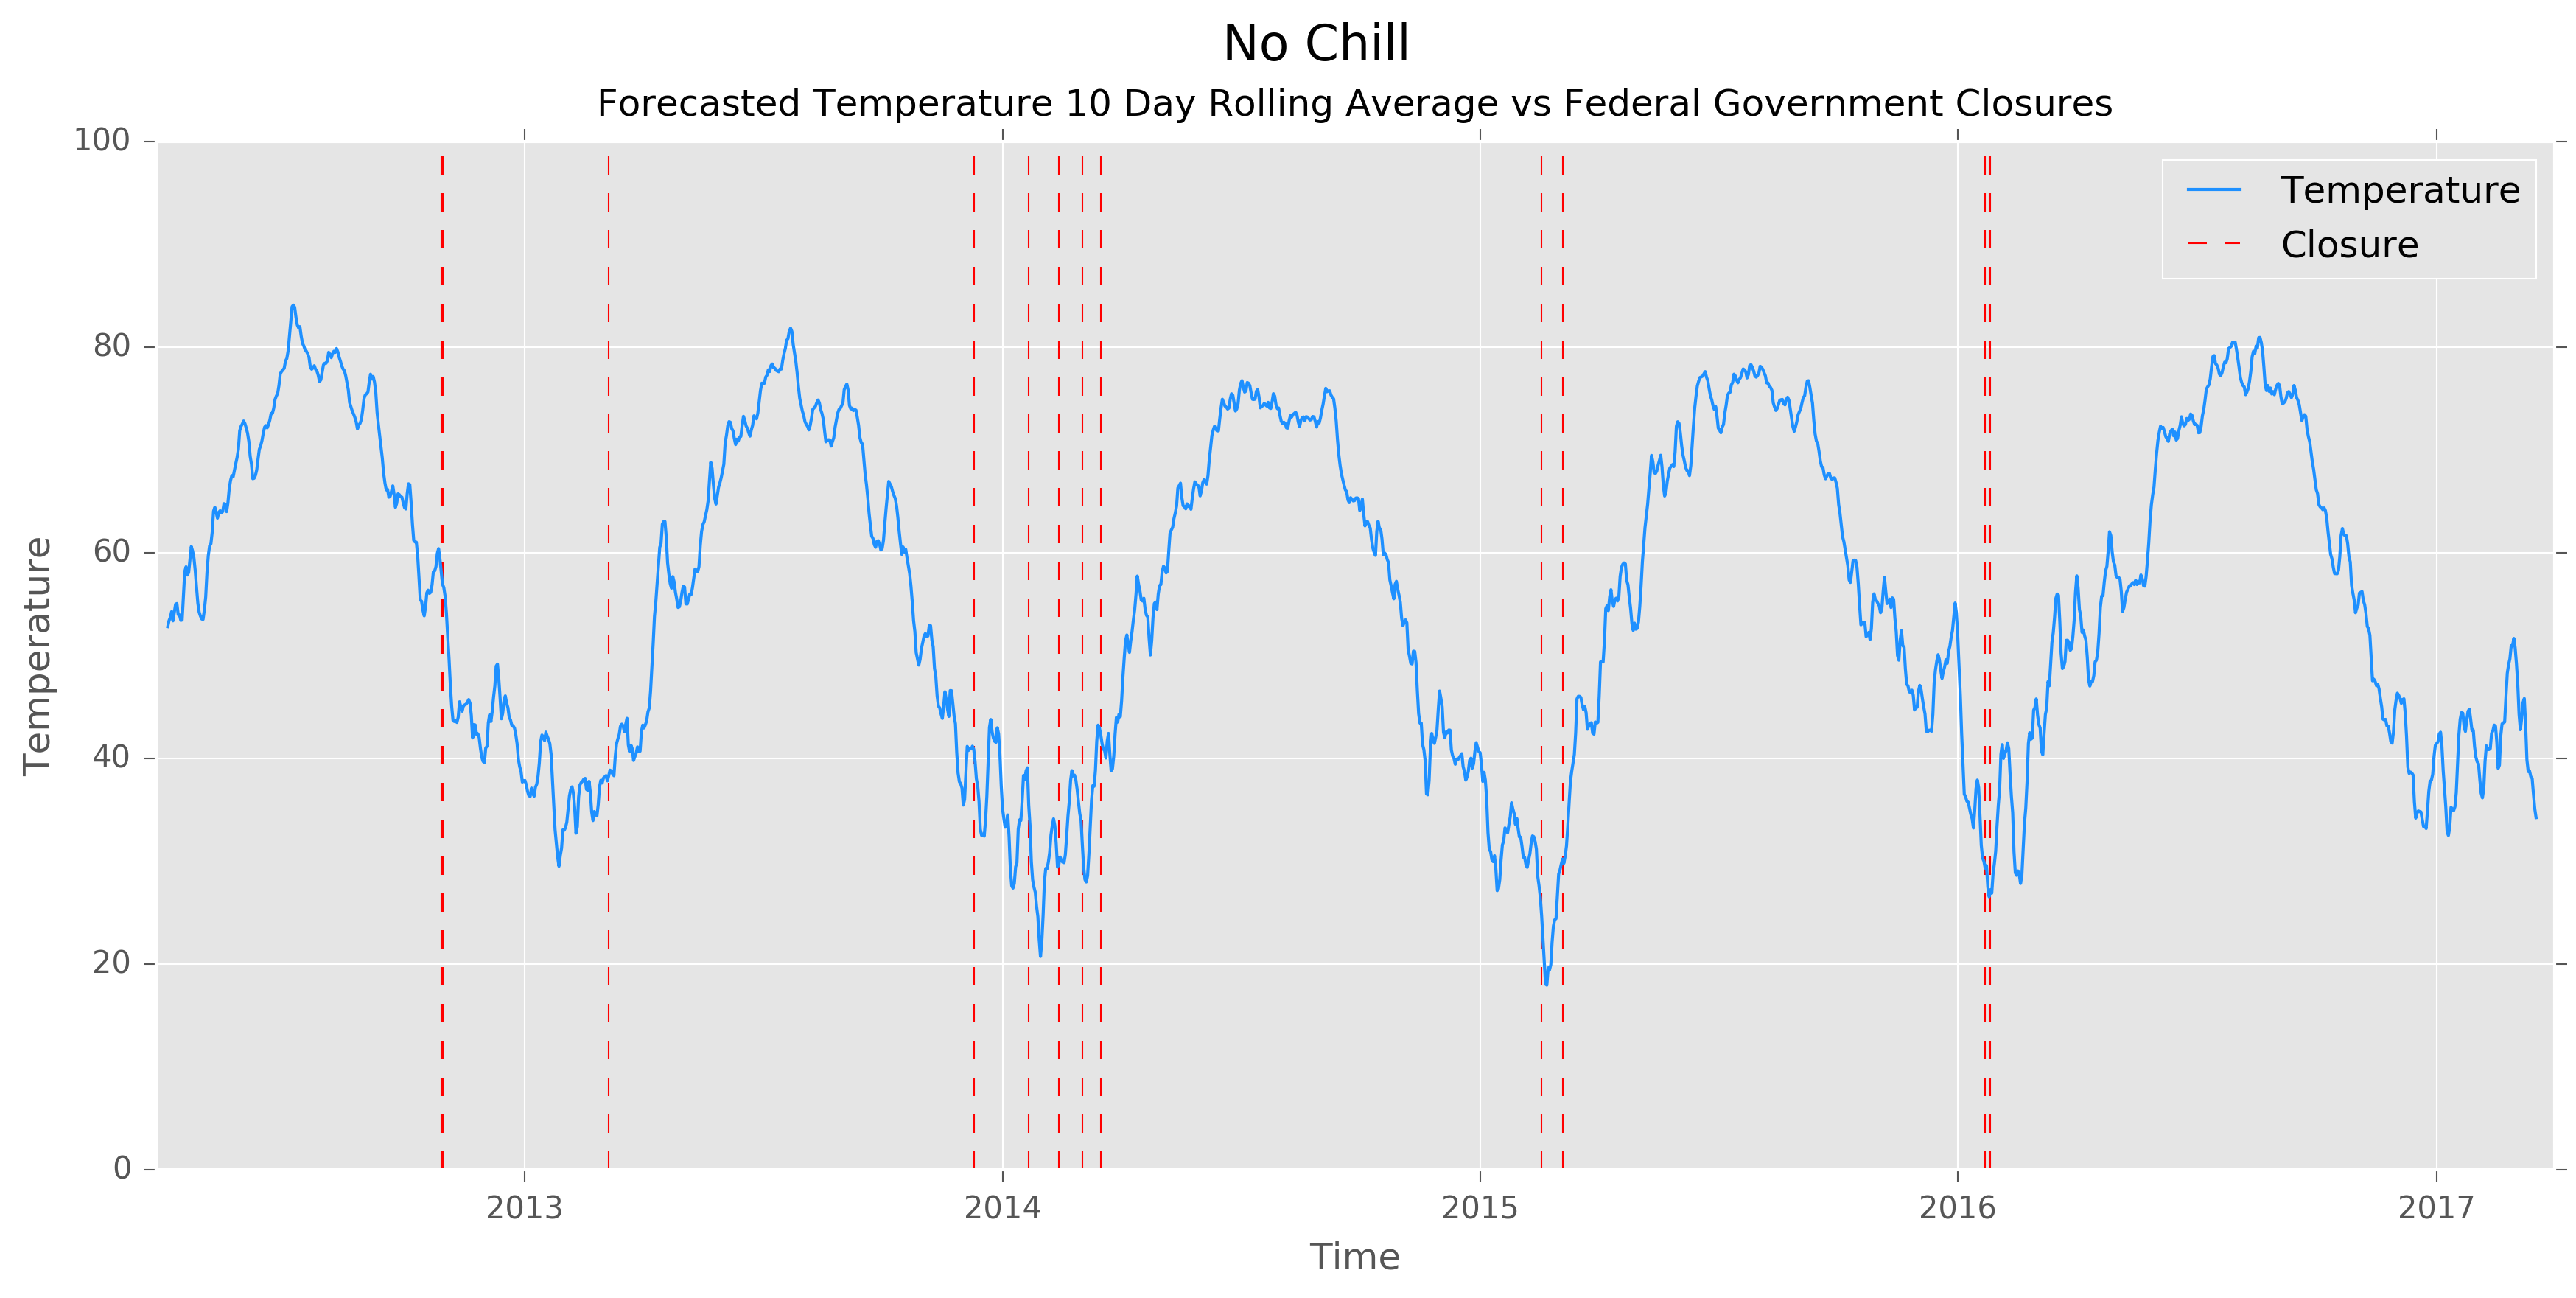 No Chill
Forecasted Temperature 10 Day Rolling Average vs Federal Government Closures
100
80
60
40
20
0
Temperature
Temperature
Closure
2013
2014
2015
2016
2017
Time